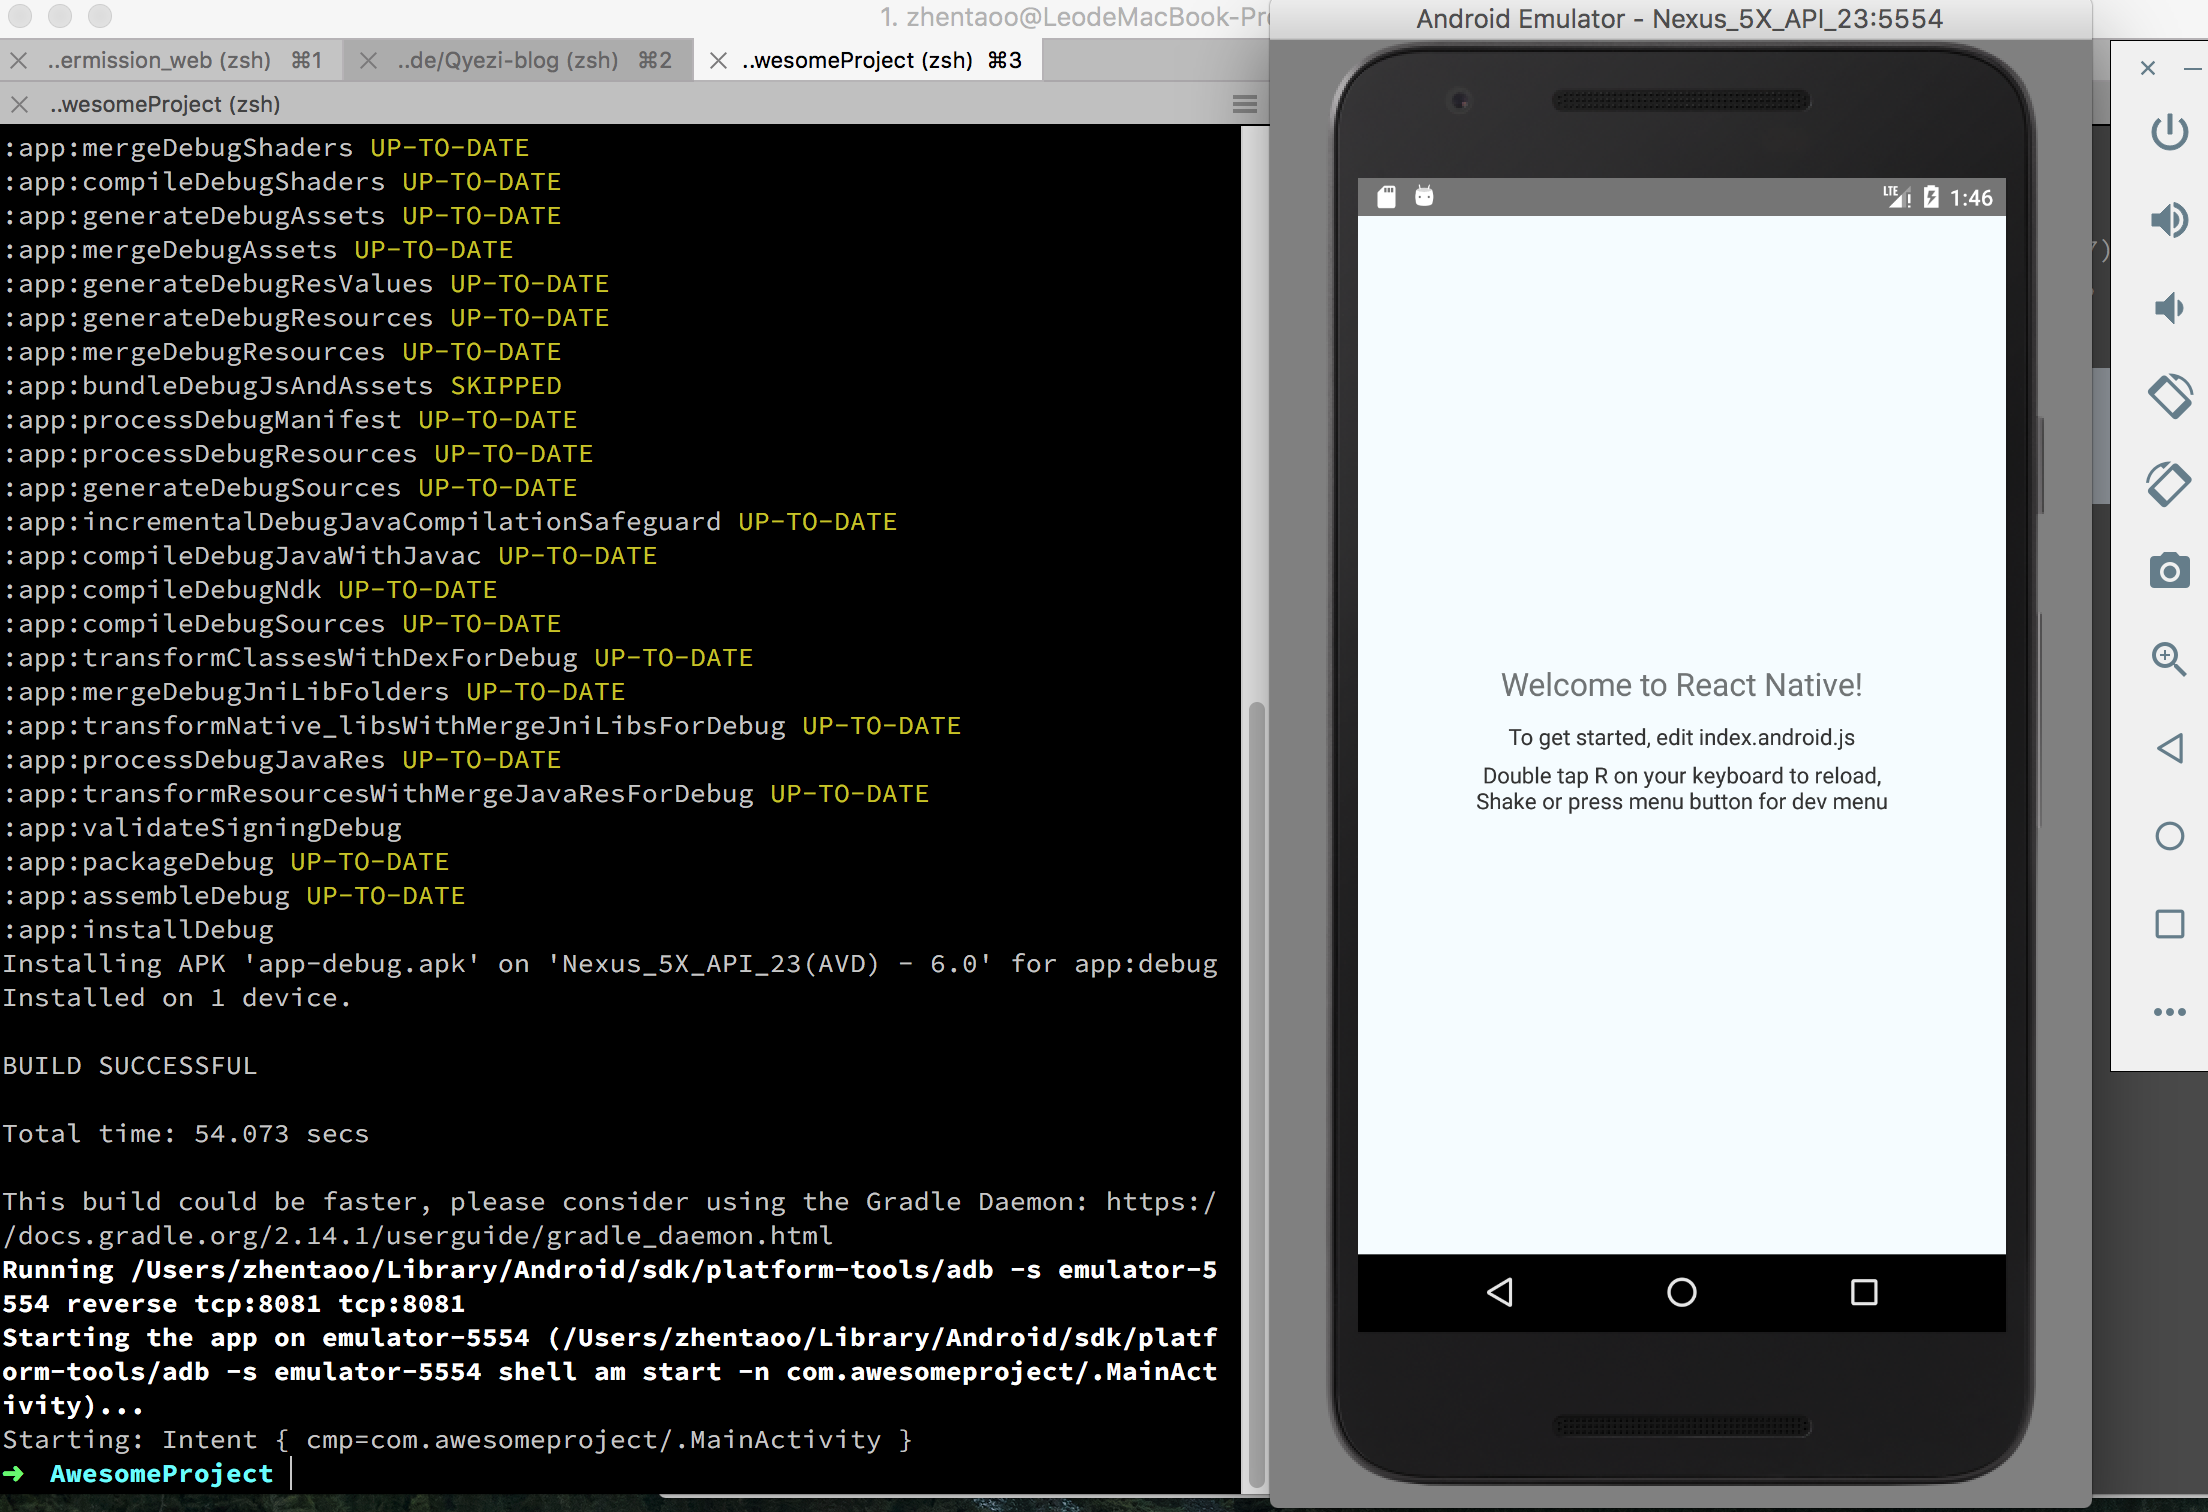 1. zhentaoo@LeodeMacBook-Pr
..ermission_web (zsh) ⌘1
..de/Qyezi-blog (zsh) ⌘2
..wesomeProject (zsh) ⌘3
..wesomeProject (zsh)
:app:mergeDebugShaders UP-TO-DATE
:app:compileDebugShaders UP-TO-DATE
:app:generateDebugAssets UP-TO-DATE
:app:mergeDebugAssets UP-TO-DATE
:app:generateDebugResValues UP-TO-DATE
:app:generateDebugResources UP-TO-DATE
:app:mergeDebugResources UP-TO-DATE
:app:bundleDebugJsAndAssets SKIPPED
:app:processDebugManifest UP-TO-DATE
:app:processDebugResources UP-TO-DATE
:app:generateDebugSources UP-TO-DATE
:app:incrementalDebugJavaCompilationSafeguard UP-TO-DATE
:app:compileDebugJavaWithJavac UP-TO-DATE
:app:compileDebugNdk UP-TO-DATE
:app:compileDebugSources UP-TO-DATE
:app:transformClassesWithDexForDebug UP-TO-DATE
:app:mergeDebugJniLibFolders UP-TO-DATE
:app:transformNative_libsWithMergeJniLibsForDebug UP-TO-DATE
:app:processDebugJavaRes UP-TO-DATE
:app:transformResourcesWithMergeJavaResForDebug UP-TO-DATE
:app:validateSigningDebug
:app:packageDebug UP-TO-DATE
:app:assembleDebug UP-TO-DATE
:app:installDebug
Installing APK 'app-debug.apk' on 'Nexus_5X_API_23(AVD) - 6.0' for app:debug
Installed on 1 device.
BUILD SUCCESSFUL
Total time: 54.073 secs
This build could be faster, please consider using the Gradle Daemon: https:/
/docs.gradle.org/2.14.1/userguide/gradle_daemon.html
Running /Users/zhentaoo/Library/Android/sdk/platform-tools/adb -s emulator-5
554 reverse tcp:8081 tcp:8081
Starting the app on emulator-5554 (/Users/zhentaoo/Library/Android/sdk/platf
orm-tools/adb -s emulator-5554 shell am start -n com.awesomeproject/.MainAct
ivity)...
Starting: Intent { cmp=com.awesomeproject/.MainActivity }
➜ AwesomeProject
Android Emulator - Nexus_5X_API_23:5554
LTE 1:46
Welcome to React Native!
To get started, edit index.android.js
Double tap R on your keyboard to reload,
Shake or press menu button for dev menu